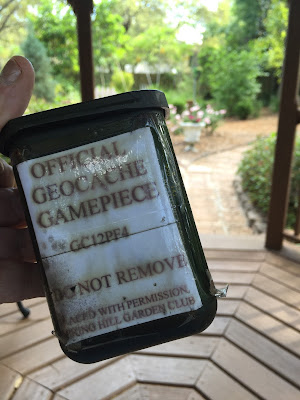 OFFICIAL
GEOCACHE
GAMEPIECE
GC12PF4
DO NOT REMOVE
WITH PERMISSION,
HILL GARDEN CLUB